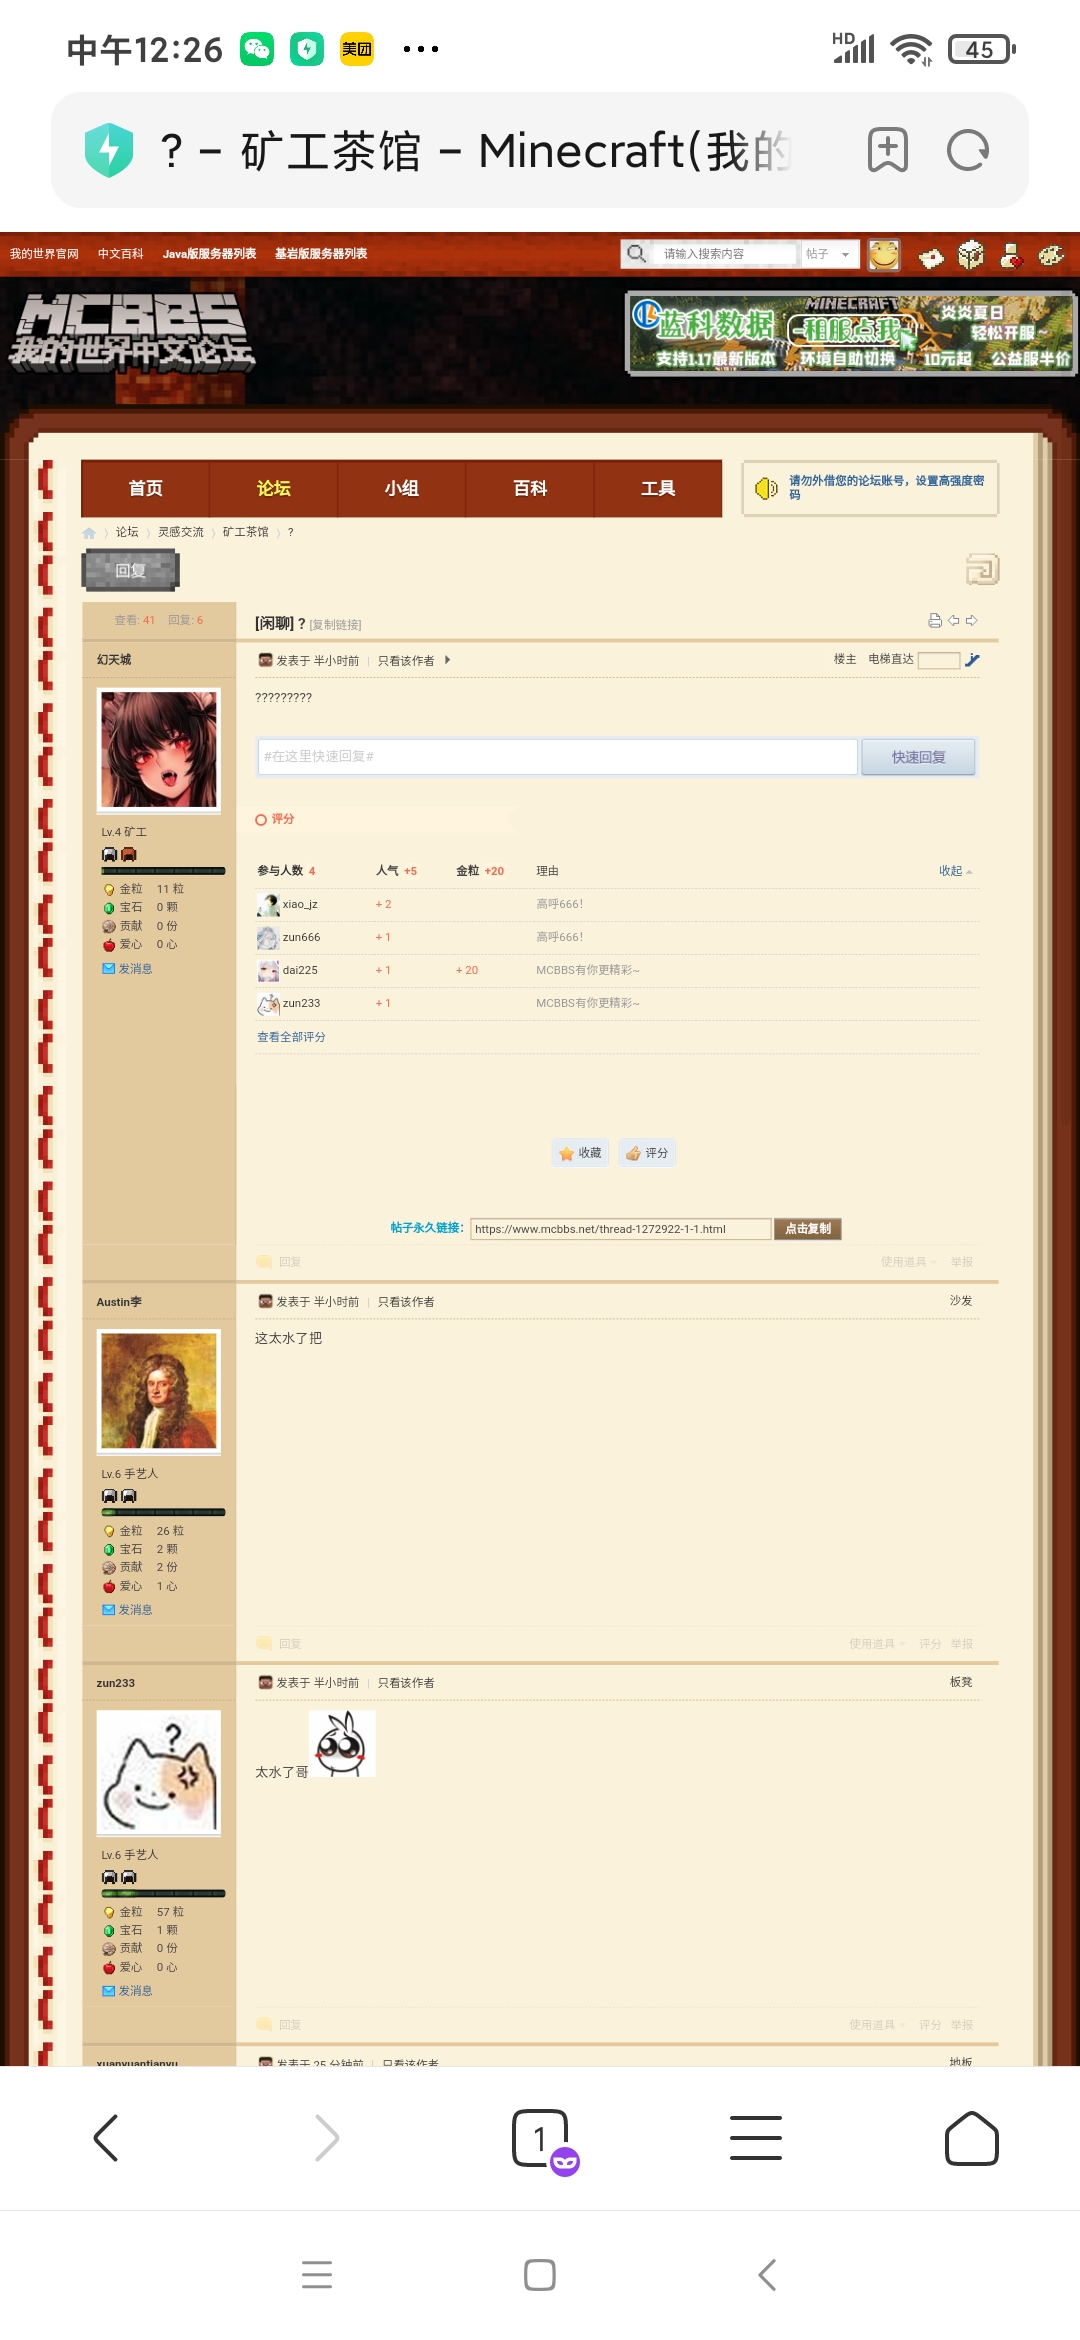 中午12:26
美团
HD
45
? – 矿工茶馆 – Minecraft(我的
我的世界官网 中文百科 Java版服务器列表 基岩版服务器列表
请输入搜索内容 帖子
MCBBS
我的世界中文论坛
蓝科数据
MINECRAFT
租服点我
炎炎夏日
轻松开服~
支持1.17最新版本 环境自助切换 10元起 公益服半价
首页 论坛 小组 百科 工具
请勿外借您的论坛账号，设置高强度密
码
论坛 灵感交流 矿工茶馆 ?
回复
查看: 41 回复: 6
[闲聊] ? [复制链接]
幻天城
发表于 半小时前 | 只看该作者
楼主 电梯直达
?????????
#在这里快速回复#
快速回复
Lv.4 矿工
金粒 11 粒
宝石 0 颗
贡献 0 份
爱心 0 心
发消息
评分
参与人数 4 人气 +5 金粒 +20 理由 收起
xiao_jz + 2 高呼666！
zun666 + 1 高呼666！
dai225 + 1 + 20 MCBBS有你更精彩~
zun233 + 1 MCBBS有你更精彩~
查看全部评分
收藏 评分
帖子永久链接: https://www.mcbbs.net/thread-1272922-1-1.html 点击复制
回复 使用道具 举报
Austin李
发表于 半小时前 | 只看该作者 沙发
这太水了把
Lv.6 手艺人
金粒 26 粒
宝石 2 颗
贡献 2 份
爱心 1 心
发消息
回复 使用道具 评分 举报
zun233
发表于 半小时前 | 只看该作者 板凳
太水了哥
Lv.6 手艺人
金粒 57 粒
宝石 1 颗
贡献 0 份
爱心 0 心
发消息
回复 使用道具 评分 举报
xuanyuantianyu
发表于 25 分钟前 | 只看该作者 地板
1